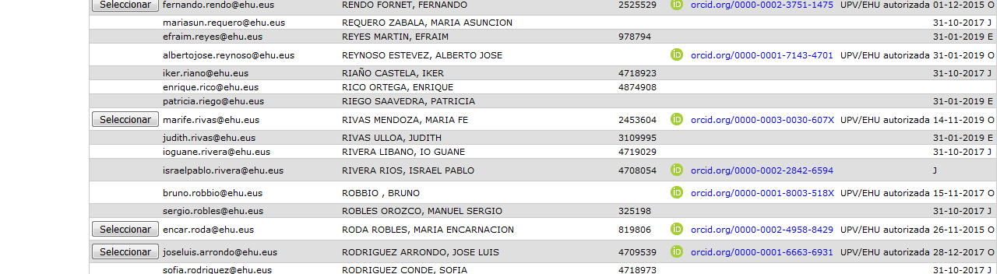 Seleccionar fernando.rendo@ehu.eus RENDO FORNET, FERNANDO 2525529 iD orcid.org/0000-0002-3751-1475 UPV/EHU autorizada 01-12-2015 O
mariasun.requero@ehu.eus REQUERO ZABALA, MARIA ASUNCION 31-10-2017 J
efraim.reyes@ehu.eus REYES MARTIN, EFRAIM 978794 31-01-2019 E
albertojose.reynoso@ehu.eus REYNOSO ESTEVEZ, ALBERTO JOSE iD orcid.org/0000-0001-7143-4701 UPV/EHU autorizada 31-01-2019 O
iker.riano@ehu.eus RIAÑO CASTELA, IKER 4718923 31-10-2017 J
enrique.rico@ehu.eus RICO ORTEGA, ENRIQUE 4874908
patricia.riego@ehu.eus RIEGO SAAVEDRA, PATRICIA 31-01-2019 E
Seleccionar marife.rivas@ehu.eus RIVAS MENDOZA, MARIA FE 2453604 iD orcid.org/0000-0003-0030-607X UPV/EHU autorizada 14-11-2019 O
judith.rivas@ehu.eus RIVAS ULLOA, JUDITH 3109995 31-01-2019 E
ioguane.rivera@ehu.eus RIVERA LIBANO, IO GUANE 4719029 31-10-2017 J
israelpablo.rivera@ehu.eus RIVERA RIOS, ISRAEL PABLO 4708054 iD orcid.org/0000-0002-2842-6594 J
bruno.robbio@ehu.eus ROBBIO , BRUNO iD orcid.org/0000-0001-8003-518X UPV/EHU autorizada 15-11-2017 O
sergio.robles@ehu.eus ROBLES OROZCO, MANUEL SERGIO 325198 31-10-2017 J
Seleccionar encar.roda@ehu.eus RODA ROBLES, MARIA ENCARNACION 819806 iD orcid.org/0000-0002-4958-8429 UPV/EHU autorizada 26-11-2015 O
Seleccionar joseluis.arrondo@ehu.eus RODRIGUEZ ARRONDO, JOSE LUIS 4709539 iD orcid.org/0000-0001-6663-6931 UPV/EHU autorizada 28-12-2017 O
sofia.rodriguez@ehu.eus RODRIGUEZ CONDE, SOFIA 4718973 31-10-2017 J